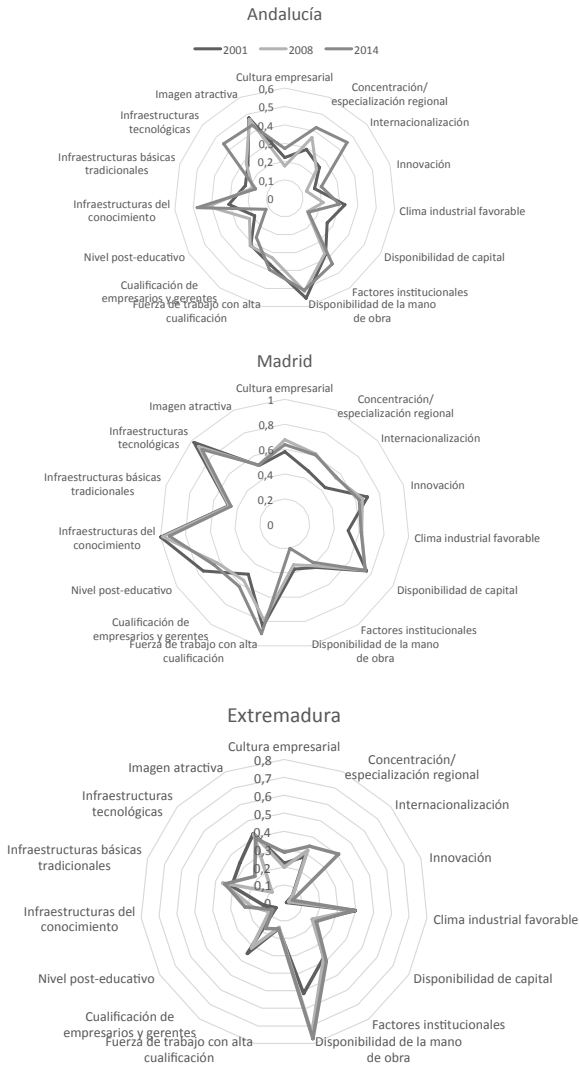 Andalucía
2001 2008 2014
Cultura empresarial
Concentración/
especialización regional
Internacionalización
Innovación
Clima industrial favorable
Disponibilidad de capital
Factores institucionales
Disponibilidad de la mano
de obra
Fuerza de trabajo con alta
cualificación
Cualificación de
empresarios y gerentes
Nivel post-educativo
Infraestructuras del
conocimiento
Infraestructuras básicas
tradicionales
Infraestructuras
tecnológicas
Imagen atractiva
0,6
0,5
0,4
0,3
0,2
0,1
0
Madrid
Cultura empresarial
Concentración/
especialización regional
Internacionalización
Innovación
Clima industrial favorable
Disponibilidad de capital
Factores institucionales
Disponibilidad de la mano
de obra
Fuerza de trabajo con alta
cualificación
Cualificación de
empresarios y gerentes
Nivel post-educativo
Infraestructuras del
conocimiento
Infraestructuras básicas
tradicionales
Infraestructuras
tecnológicas
Imagen atractiva
1
0,8
0,6
0,4
0,2
0
Extremadura
Cultura empresarial
Concentración/
especialización regional
Internacionalización
Innovación
Clima industrial favorable
Disponibilidad de capital
Factores institucionales
Disponibilidad de la mano
de obra
Fuerza de trabajo con alta
cualificación
Cualificación de
empresarios y gerentes
Nivel post-educativo
Infraestructuras del
conocimiento
Infraestructuras básicas
tradicionales
Infraestructuras
tecnológicas
Imagen atractiva
0,8
0,7
0,6
0,5
0,4
0,3
0,2
0,1
0